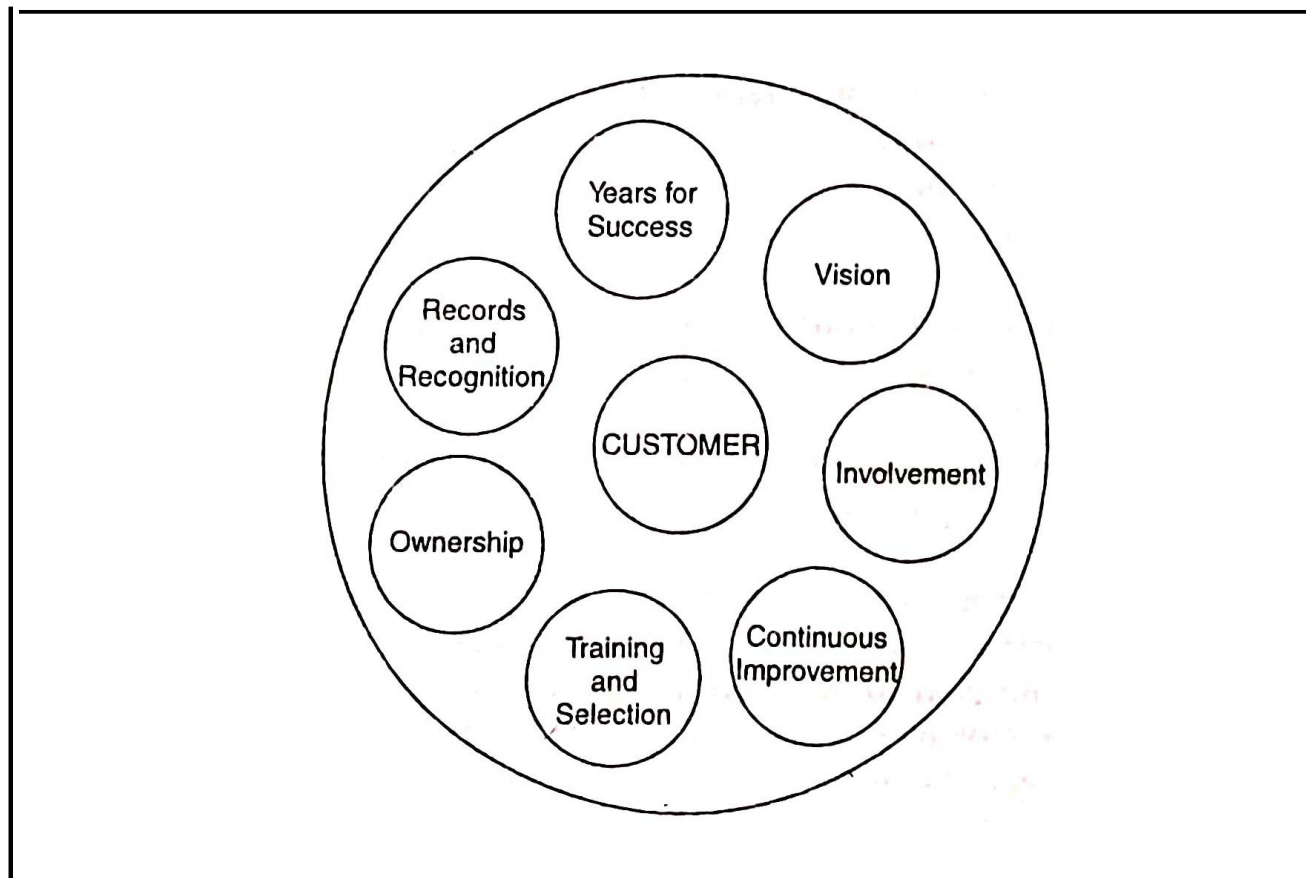 Years for
Success
Vision
Records
and
Recognition
CUSTOMER
Involvement
Ownership
Continuous
Improvement
Training
and
Selection